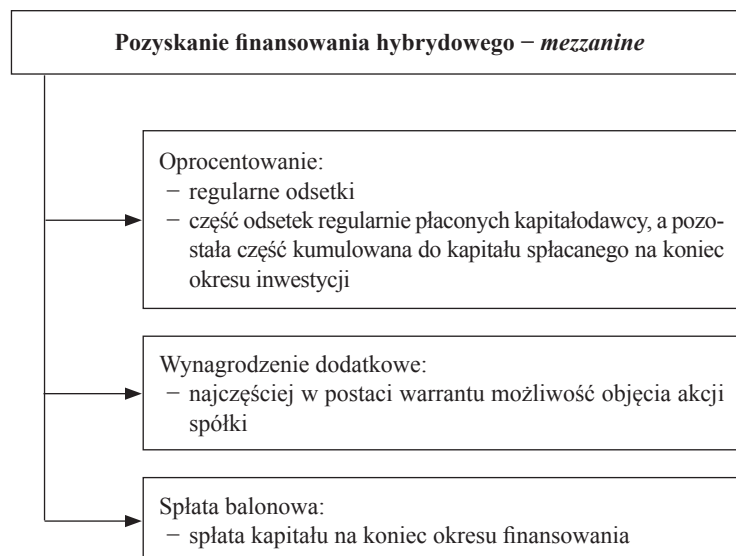 Pozyskanie finansowania hybrydowego − mezzanine
Oprocentowanie:
− regularne odsetki
− część odsetek regularnie płaconych kapitałodawcy, a pozo-
stała część kumulowana do kapitału spłacanego na koniec
okresu inwestycji
Wynagrodzenie dodatkowe:
− najczęściej w postaci warrantu możliwość objęcia akcji
spółki
Spłata balonowa:
− spłata kapitału na koniec okresu finansowania